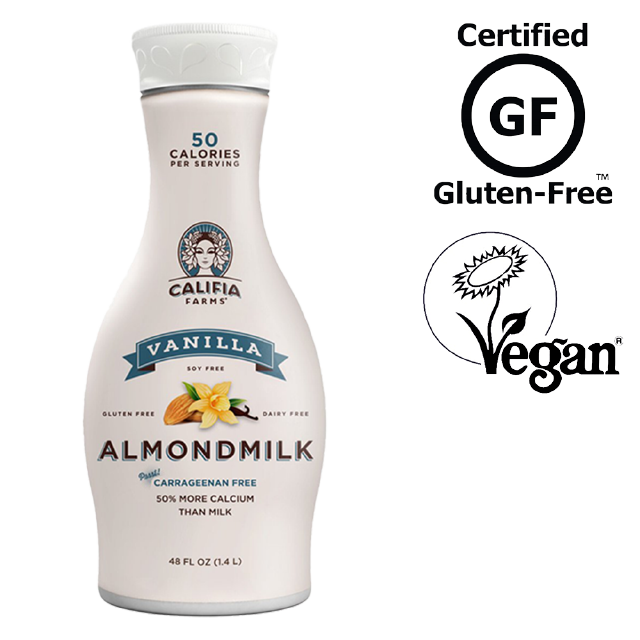 50
CALORIES
PER SERVING
CALIFIA
FARMS®
VANILLA
SOY FREE
GLUTEN FREE
DAIRY FREE
ALMONDMILK
Pssst!
CARRAGEENAN FREE
50% MORE CALCIUM
THAN MILK
48 FL OZ (1.4 L)
Certified
GF
Gluten-Free™
Vegan®